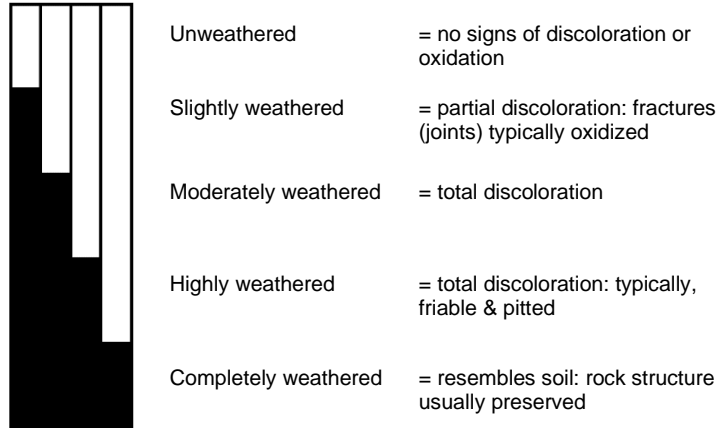 Unweathered = no signs of discoloration or
oxidation
Slightly weathered = partial discoloration: fractures
(joints) typically oxidized
Moderately weathered = total discoloration
Highly weathered = total discoloration: typically,
friable & pitted
Completely weathered = resembles soil: rock structure
usually preserved